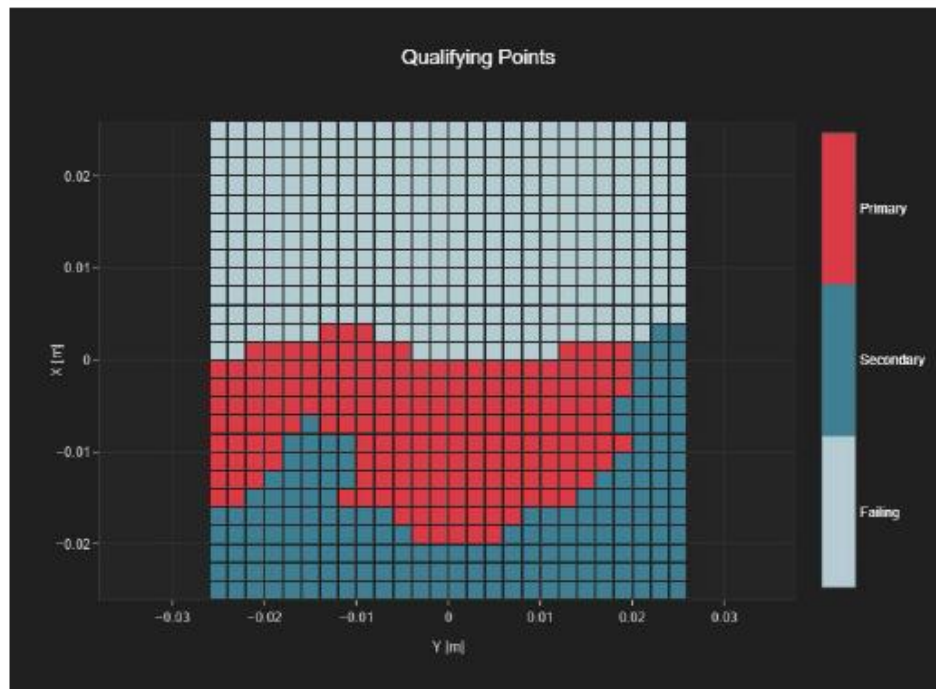 Qualifying Points
0.02
0.01
0
−0.01
−0.02
X [m]
−0.03
−0.02
−0.01
0
0.01
0.02
0.03
Y [m]
Primary
Secondary
Failing